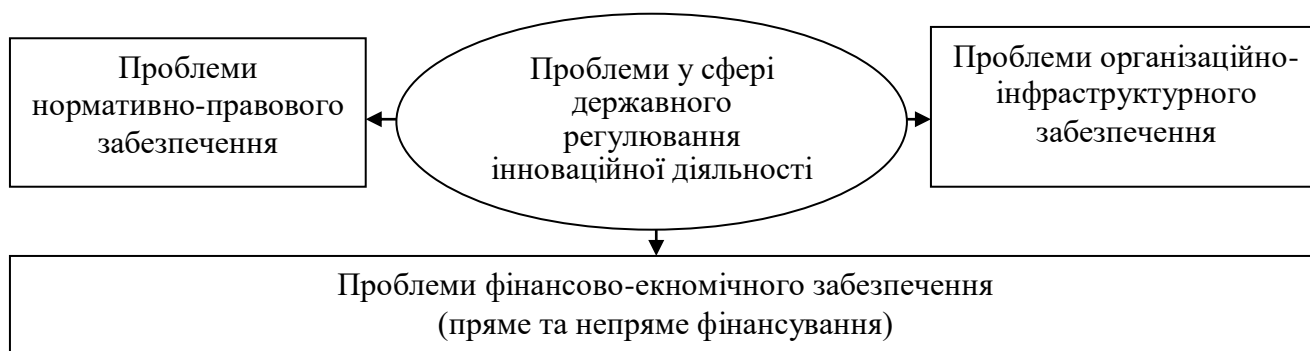 Проблеми
нормативно-правового
забезпечення
Проблеми у сфері
державного
регулювання
інноваційної діяльності
Проблеми організаційно-
інфраструктурного
забезпечення
Проблеми фінансово-екномічного забезпечення
(пряме та непряме фінансування)